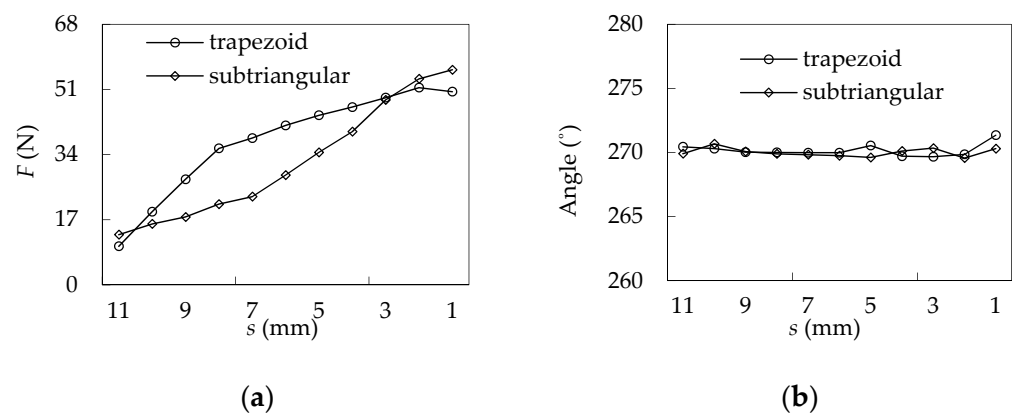 68
51
34
17
0
F (N)
trapezoid
subtriangular
11 9 7 5 3 1
s (mm)
(a)
280
275
270
265
260
Angle (°)
trapezoid
subtriangular
11 9 7 5 3 1
s (mm)
(b)